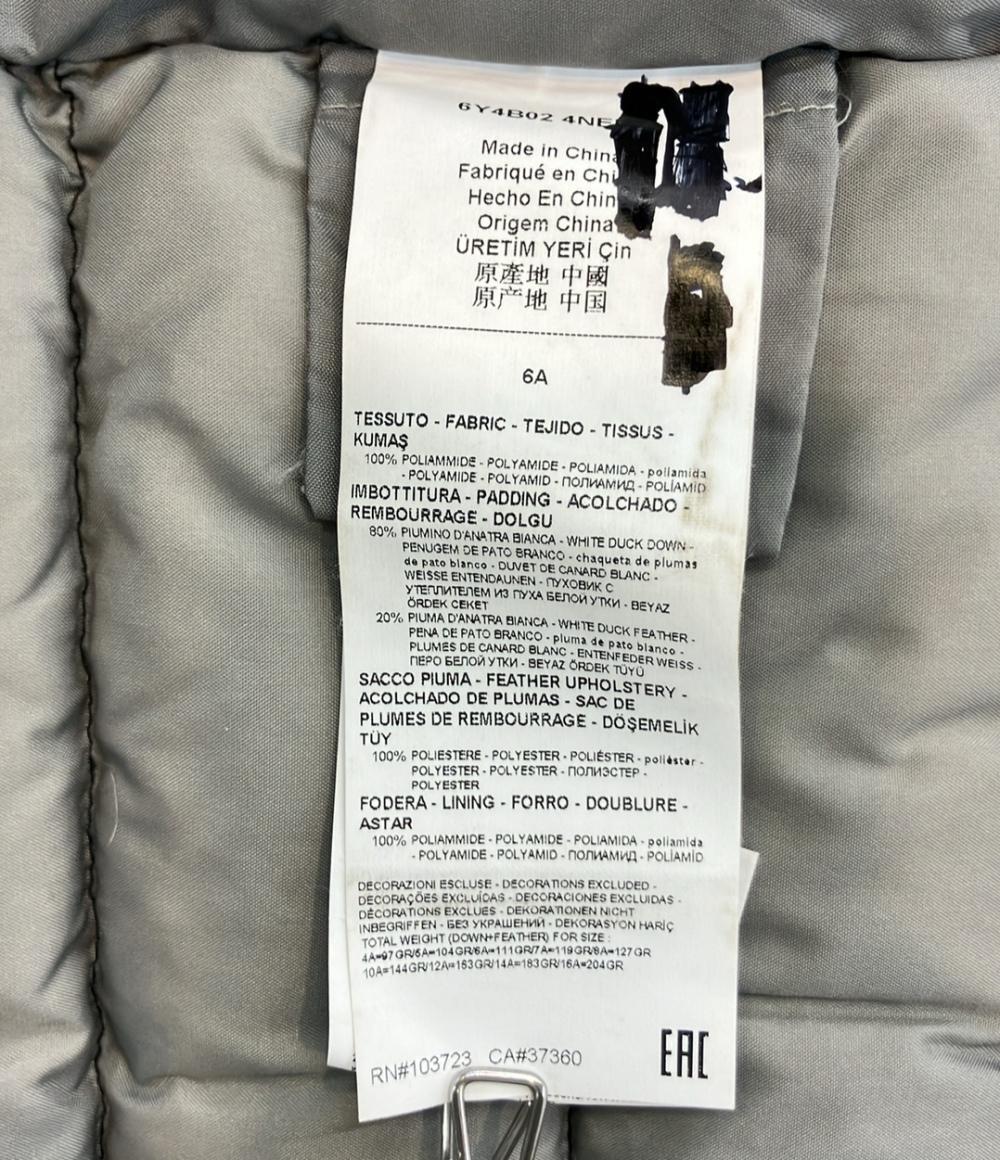 6Y4B02 4NE
Made in China
Fabriqué en Chi
Hecho En Chin
Origem China
ÜRETİM YERİ Çin
原產地 中國
原产地 中国
6A
TESSUTO - FABRIC - TEJIDO - TISSUS -
KUMAŞ
100% POLIAMMIDE - POLYAMIDE - POLIAMIDA - poliamida
- POLYAMIDE - POLYAMID - ПОЛИАМИД - POLİAMİD
IMBOTTITURA - PADDING - ACOLCHADO -
REMBOURRAGE - DOLGU
80% PIUMINO D'ANATRA BIANCA - WHITE DUCK DOWN -
PENUGEM DE PATO BRANCO - chaqueta de plumas
de pato blanco - DUVET DE CANARD BLANC -
WEISSE ENTENDAUNEN - ПУХОВИК С
УТЕПЛИТЕЛЕМ ИЗ ПУХА БЕЛОЙ УТКИ - BEYAZ
ÖRDEK CEKET
20% PIUMA D'ANATRA BIANCA - WHITE DUCK FEATHER -
PENA DE PATO BRANCO - pluma de pato blanco -
PLUMES DE CANARD BLANC - ENTENFEDER WEISS -
ПЕРО БЕЛОЙ УТКИ - BEYAZ ÖRDEK TÜYÜ
SACCO PIUMA - FEATHER UPHOLSTERY -
ACOLCHADO DE PLUMAS - SAC DE
PLUMES DE REMBOURRAGE - DÖŞEMELİK
TÜY
100% POLIESTERE - POLYESTER - POLIÉSTER - poliéster -
POLYESTER - POLYESTER - ПОЛИЭСТЕР -
POLYESTER
FODERA - LINING - FORRO - DOUBLURE -
ASTAR
100% POLIAMMIDE - POLYAMIDE - POLIAMIDA - poliamida
- POLYAMIDE - POLYAMID - ПОЛИАМИД - POLİAMİD
DECORAZIONI ESCLUSE - DECORATIONS EXCLUDED -
DECORAÇÕES EXCLUÍDAS - DECORACIONES EXCLUIDAS -
DÉCORATIONS EXCLUES - DEKORATIONEN NICHT
INBEGRIFFEN - БЕЗ УКРАШЕНИЙ - DEKORASYON HARİÇ
TOTAL WEIGHT (DOWN+FEATHER) FOR SIZE :
4A=97GR/5A=104GR/6A=111GR/7A=119GR/8A=127GR
10A=144GR/12A=163GR/14A=183GR/16A=204GR
RN#103723 CA#37360
EAC